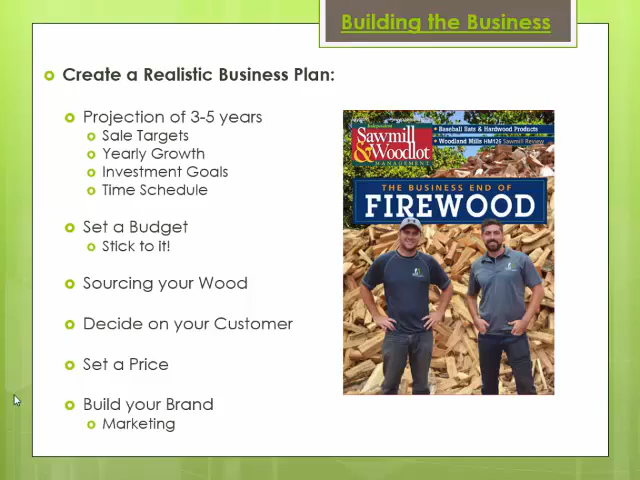 Building the Business
Create a Realistic Business Plan:
Projection of 3-5 years
Sale Targets
Yearly Growth
Investment Goals
Time Schedule
Set a Budget
Stick to it!
Sourcing your Wood
Decide on your Customer
Set a Price
Build your Brand
Marketing
Independent
Sawmill
& Woodlot
MANAGEMENT
• Baseball Bats & Hardwood Products
• Woodland Mills HM126 Sawmill Review
THE BUSINESS END OF
FIREWOOD